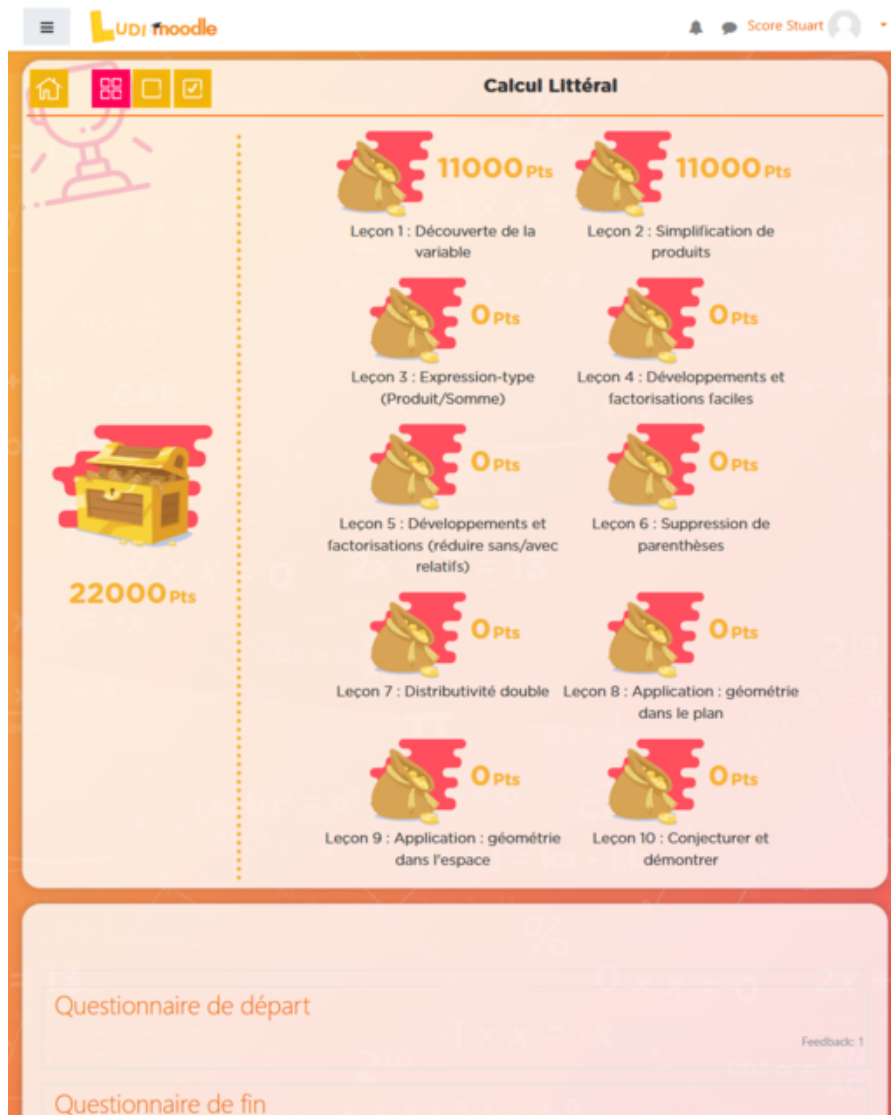 LUDI moodle
Score Stuart
Calcul Littéral
11000 Pts
11000 Pts
Leçon 1 : Découverte de la
variable
Leçon 2 : Simplification de
produits
0 Pts
0 Pts
Leçon 3 : Expression-type
(Produit/Somme)
Leçon 4 : Développements et
factorisations faciles
0 Pts
0 Pts
Leçon 5 : Développements et
factorisations (réduire sans/avec
relatifs)
Leçon 6 : Suppression de
parenthèses
22000 Pts
0 Pts
0 Pts
Leçon 7 : Distributivité double
Leçon 8 : Application : géométrie
dans le plan
0 Pts
0 Pts
Leçon 9 : Application : géométrie
dans l'espace
Leçon 10 : Conjecturer et
démontrer
Questionnaire de départ
Feedback: 1
Questionnaire de fin